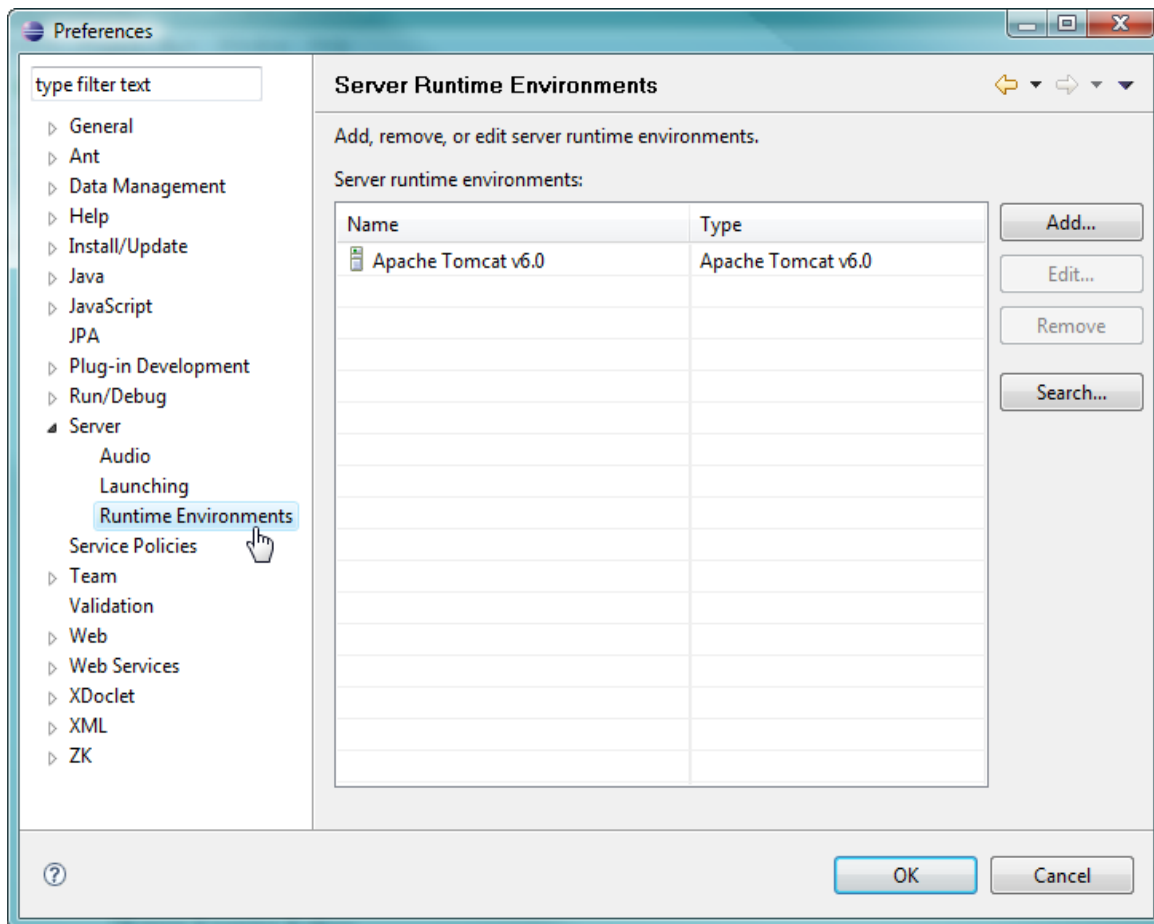 Preferences
type filter text
General
Ant
Data Management
Help
Install/Update
Java
JavaScript
JPA
Plug-in Development
Run/Debug
Server
Audio
Launching
Runtime Environments
Service Policies
Team
Validation
Web
Web Services
XDoclet
XML
ZK
Server Runtime Environments
Add, remove, or edit server runtime environments.
Server runtime environments:
Name Type
Apache Tomcat v6.0 Apache Tomcat v6.0
Add...
Edit...
Remove
Search...
OK Cancel